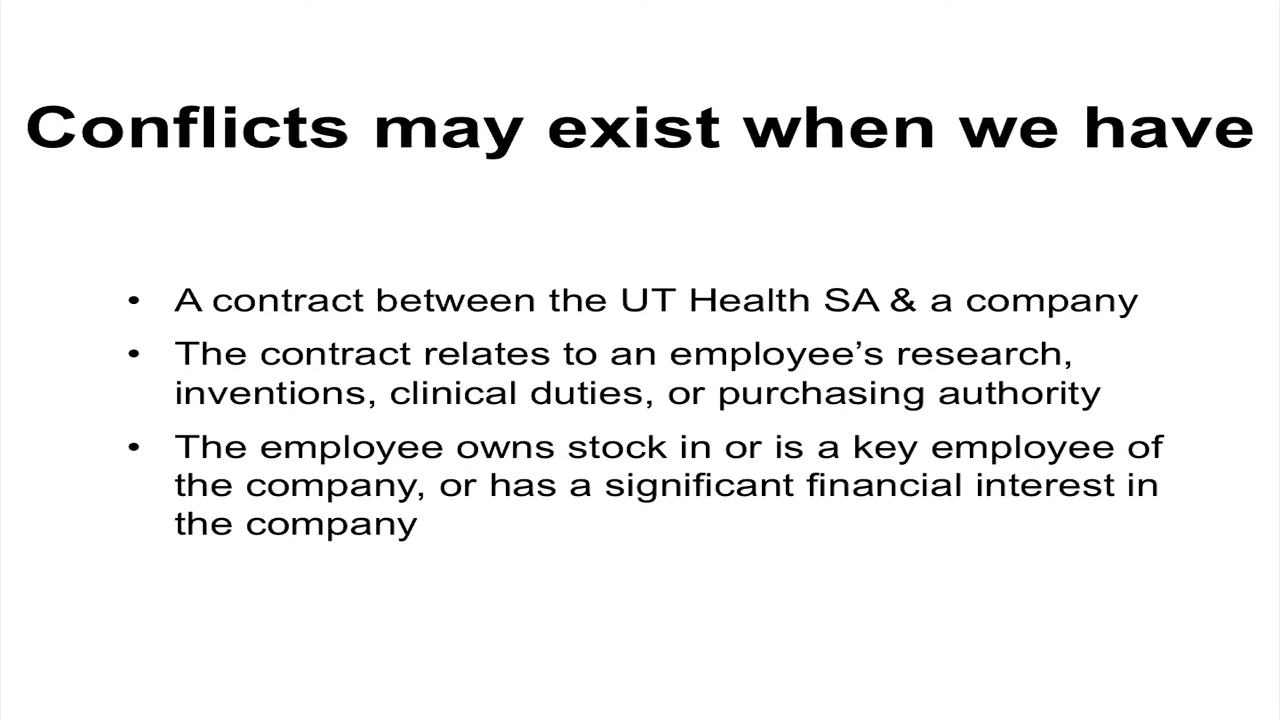 Conflicts may exist when we have
• A contract between the UT Health SA & a company
• The contract relates to an employee’s research,
inventions, clinical duties, or purchasing authority
• The employee owns stock in or is a key employee of
the company, or has a significant financial interest in
the company